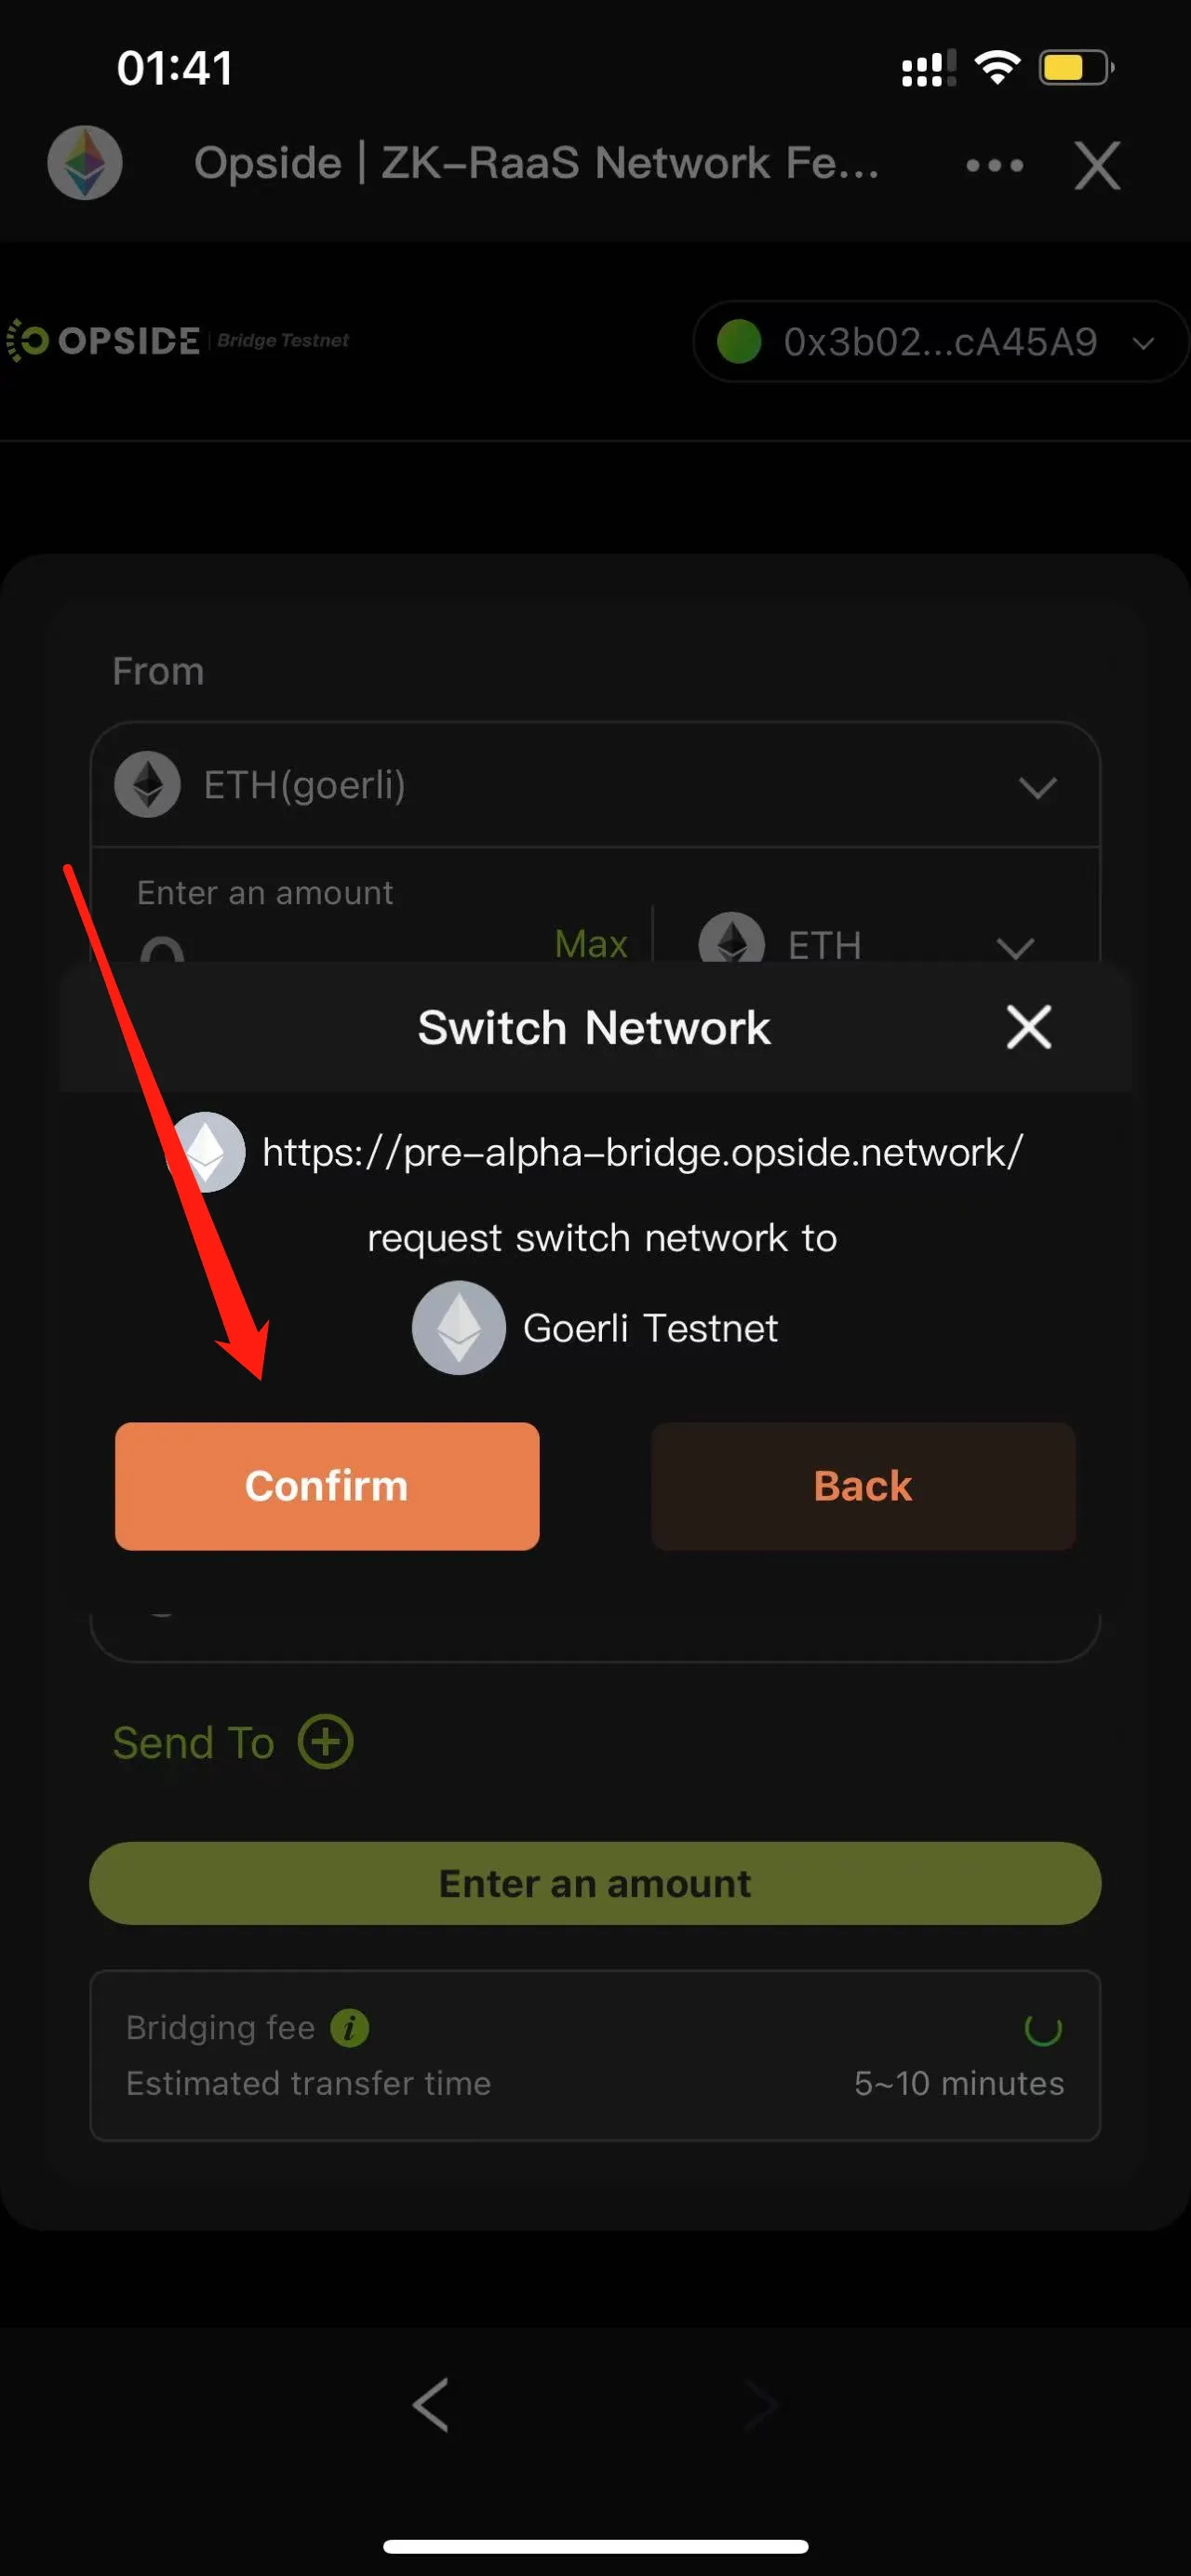 01:41
Opside | ZK-RaaS Network Fe...
OPSIDE | Bridge Testnet
0x3b02...cA45A9
From
ETH(goerli)
Enter an amount
0 Max ETH
Switch Network
https://pre-alpha-bridge.opside.network/
request switch network to
Goerli Testnet
Confirm
Back
Send To
Enter an amount
Bridging fee i
Estimated transfer time 5~10 minutes